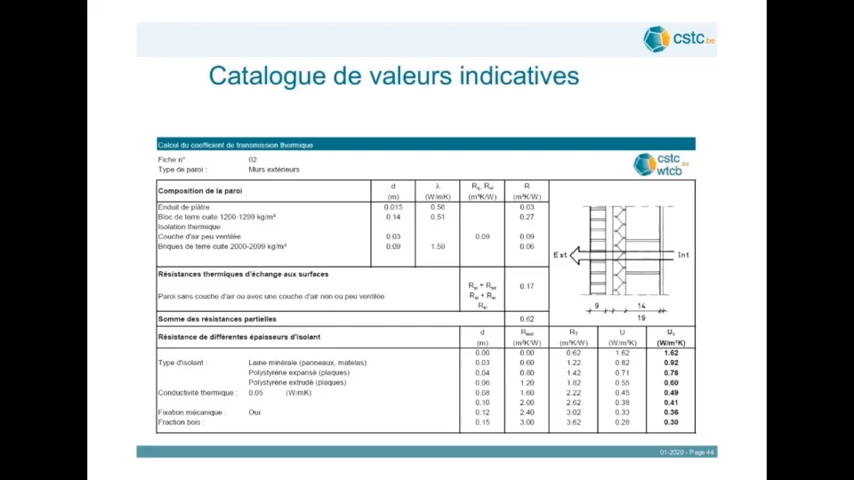 cstc.be
Catalogue de valeurs indicatives
Calcul du coefficient de transmission thermique
Fiche n° 02
Type de paroi : Murs extérieurs
cstc.be
wtcb
Composition de la paroi d λ Rg, Rsi R
(m) (W/mK) (m²K/W) (m²K/W)
Enduit de plâtre 0.015 0.56 0.03
Bloc de terre cuite 1200-1299 kg/m³ 0.14 0.51 0.27
Isolation thermique
Couche d'air peu ventilée 0.03 0.09 0.09
Briques de terre cuite 2000-2099 kg/m³ 0.09 1.59 0.06
Ext Int
Résistances thermiques d'échange aux surfaces
Rsi + Rse 0.17
Paroi sans couche d'air ou avec une couche d'air non ou peu ventilée Rsi + Rsi
Rsi
9 14
19
Somme des résistances partielles 0.62
Résistance de différentes épaisseurs d'isolant d Risol RT U Uc
(m) (m²K/W) (m²K/W) (W/m²K) (W/m²K)
0.00 0.00 0.62 1.62 1.62
Type d'isolant : Laine minérale (panneaux, matelas) 0.03 0.60 1.22 0.82 0.92
Polystyrène expansé (plaques) 0.04 0.80 1.42 0.71 0.78
Polystyrène extrudé (plaques) 0.06 1.20 1.82 0.55 0.60
Conductivité thermique : 0.05 (W/mK) 0.08 1.60 2.22 0.45 0.49
0.10 2.00 2.62 0.38 0.41
Fixation mécanique : Oui 0.12 2.40 3.02 0.33 0.36
Fraction bois : 0.15 3.00 3.62 0.28 0.30
01-2020 - Page 44